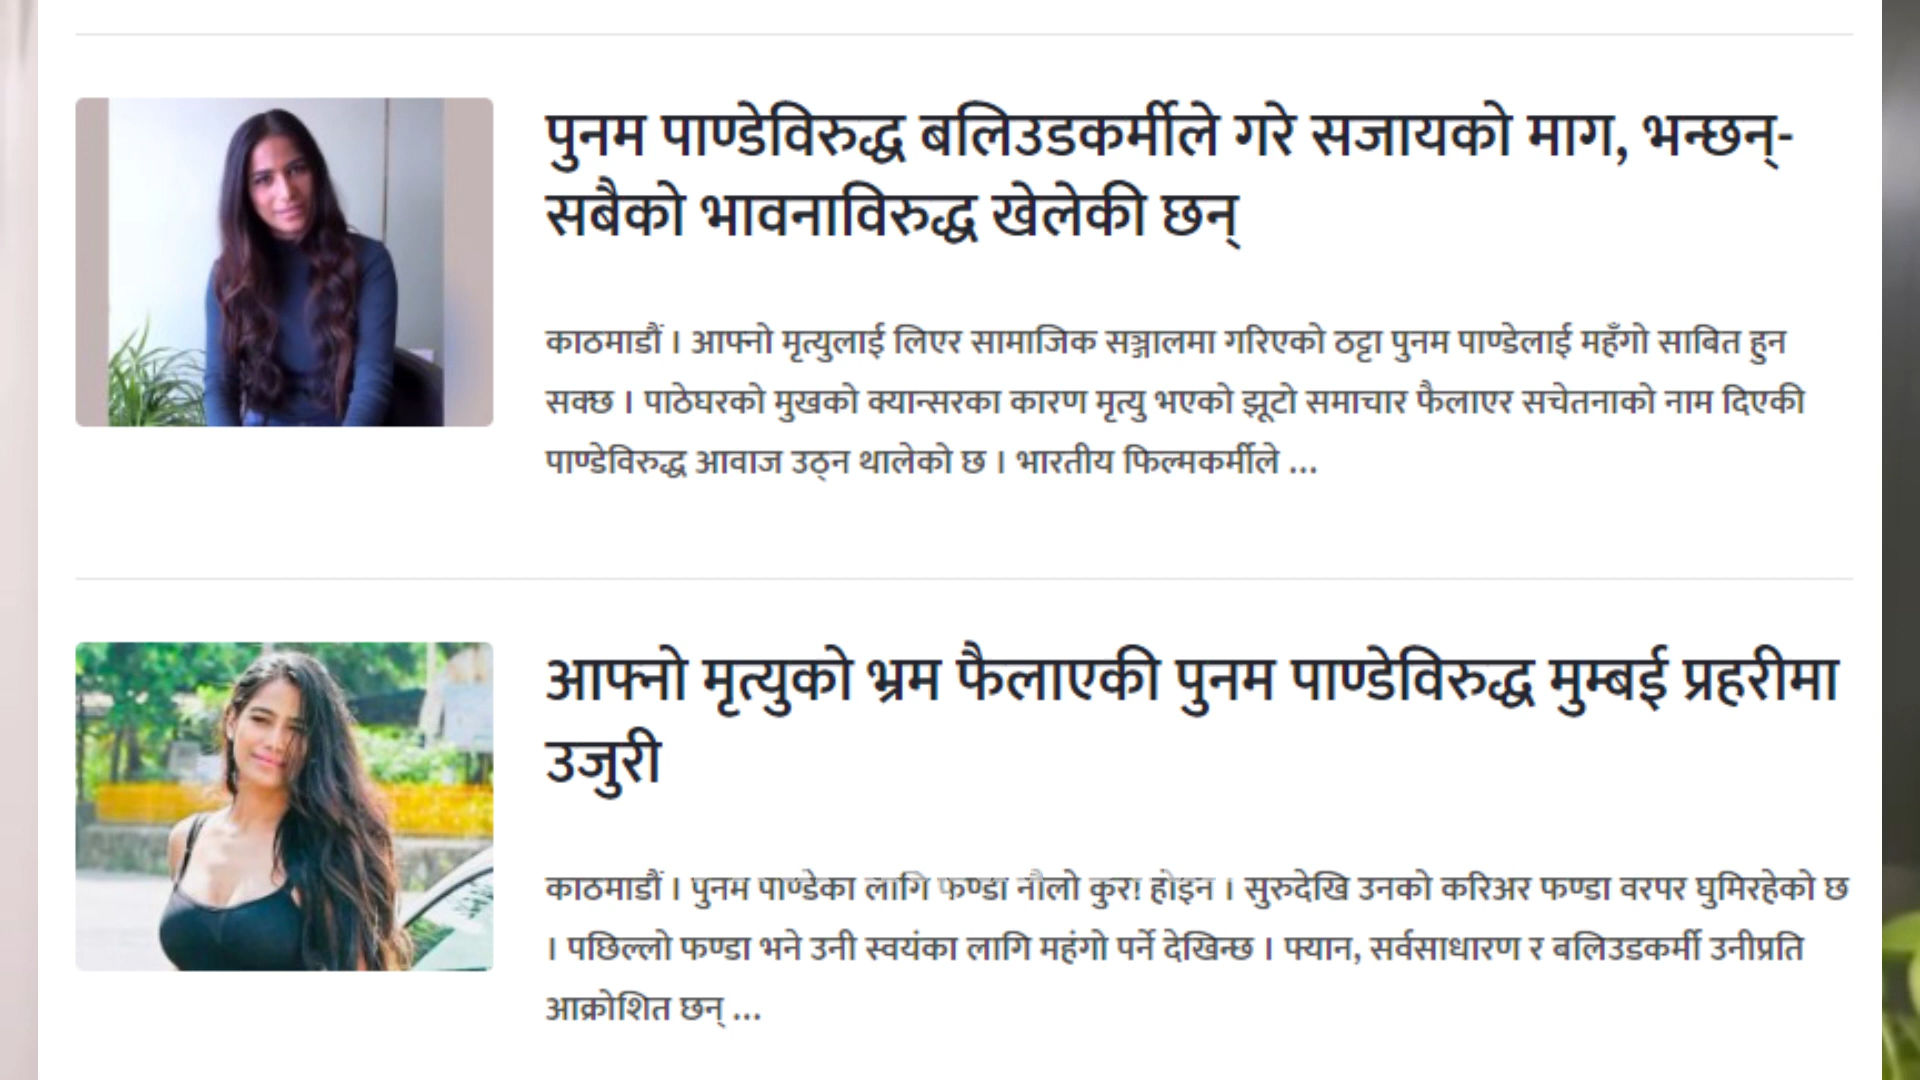 पुनम पाण्डेविरुद्ध बलिउडकर्मीले गरे सजायको माग, भन्छन्-
सबैको भावनाविरुद्ध खेलेकी छन्
काठमाडौं । आफ्नो मृत्युलाई लिएर सामाजिक सञ्जालमा गरिएको ठट्टा पुनम पाण्डेलाई महँगो साबित हुन
सक्छ । पाठेघरको मुखको क्यान्सरका कारण मृत्यु भएको झूटो समाचार फैलाएर सचेतनाको नाम दिएकी
पाण्डेविरुद्ध आवाज उठ्न थालेको छ । भारतीय फिल्मकर्मीले ...
आफ्नो मृत्युको भ्रम फैलाएकी पुनम पाण्डेविरुद्ध मुम्बई प्रहरीमा
उजुरी
काठमाडौं । पुनम पाण्डेका लागि फण्डा नौलो कुरा होइन । सुरुदेखि उनको करिअर फण्डा वरपर घुमिरहेको छ
। पछिल्लो फण्डा भने उनी स्वयंका लागि महंगो पर्ने देखिन्छ । फ्यान, सर्वसाधारण र बलिउडकर्मी उनीप्रति
आक्रोशित छन् ...